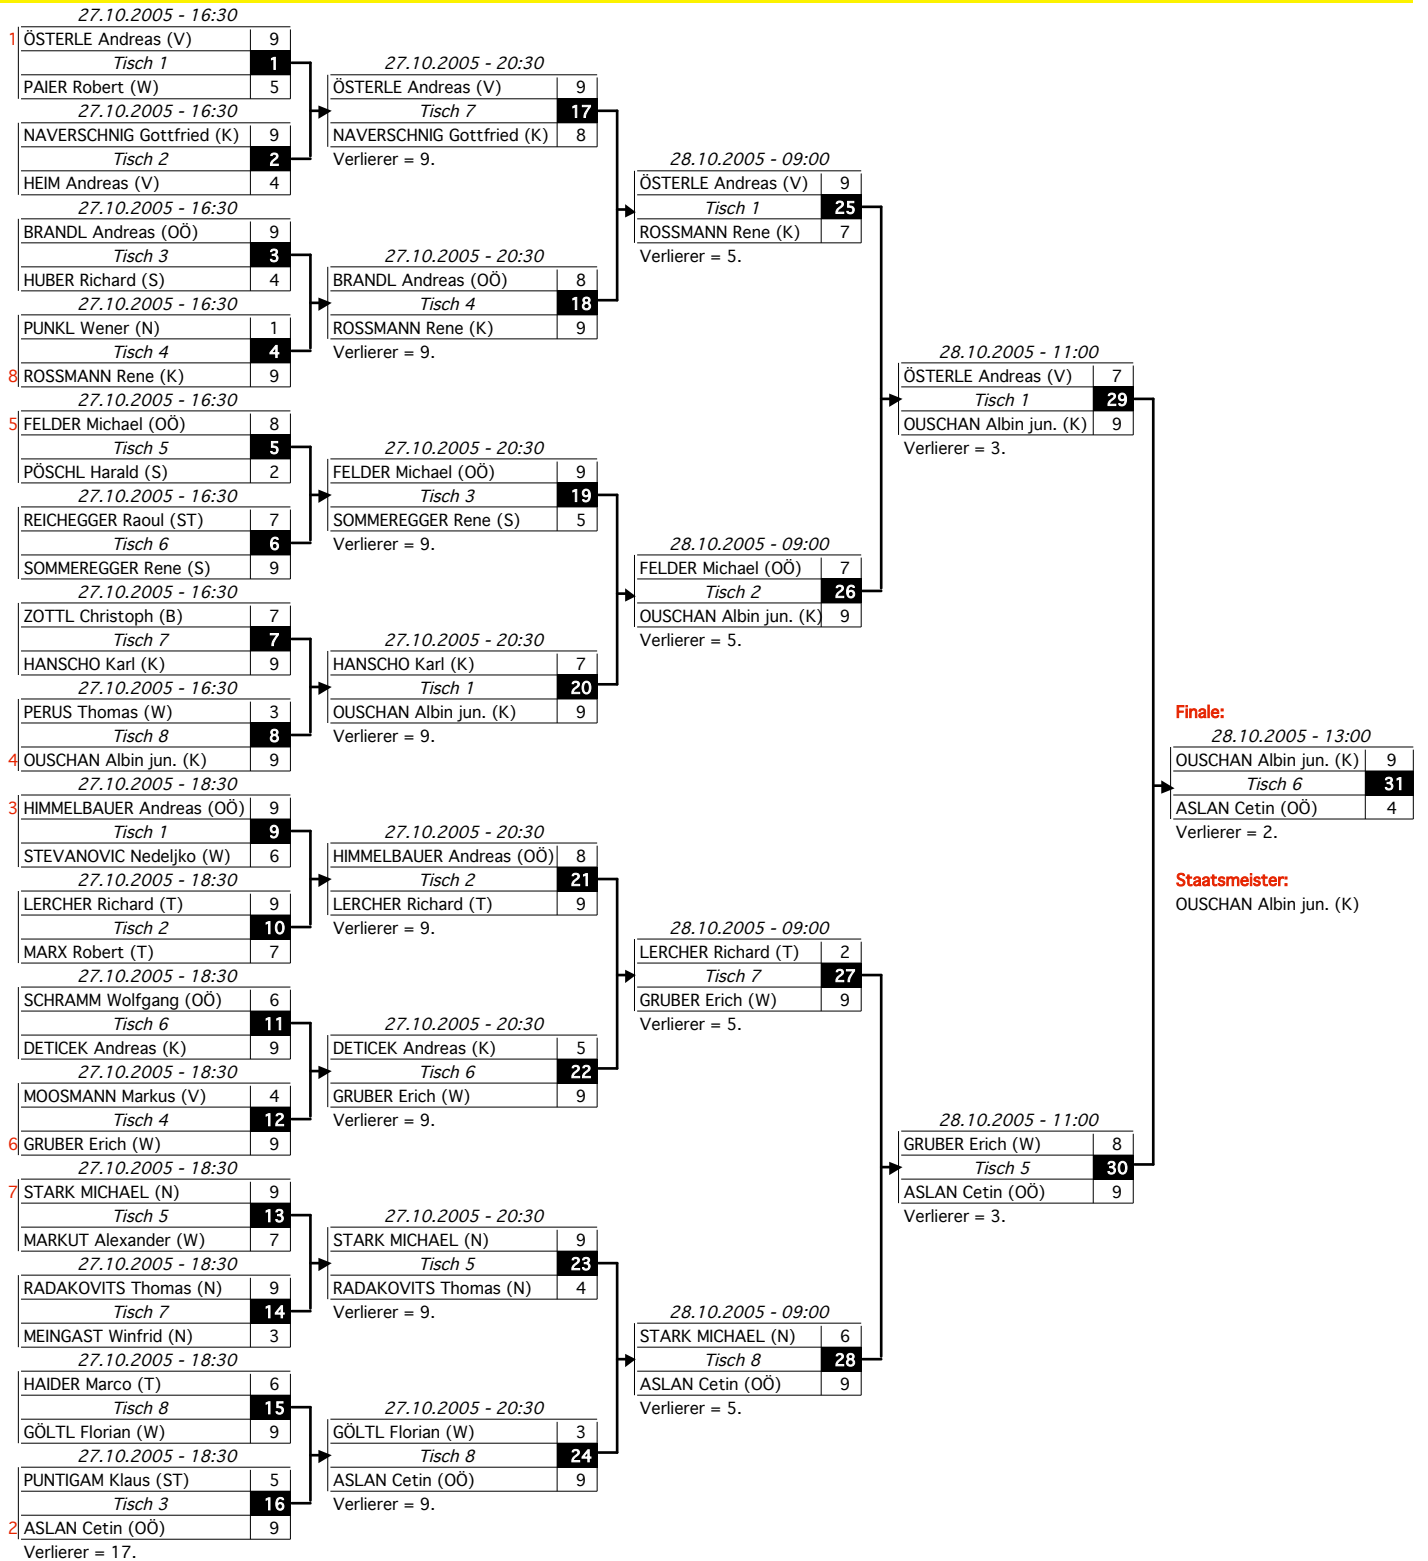 27.10.2005 - 16:30
1 ÖSTERLE Andreas (V) 9
Tisch 1 1
PAIER Robert (W) 5
27.10.2005 - 16:30
NAVERSCHNIG Gottfried (K) 9
Tisch 2 2
HEIM Andreas (V) 4
27.10.2005 - 16:30
BRANDL Andreas (OÖ) 9
Tisch 3 3
HUBER Richard (S) 4
27.10.2005 - 16:30
PUNKL Wener (N) 1
Tisch 4 4
8 ROSSMANN Rene (K) 9
27.10.2005 - 16:30
5 FELDER Michael (OÖ) 8
Tisch 5 5
PÖSCHL Harald (S) 2
27.10.2005 - 16:30
REICHEGGER Raoul (ST) 7
Tisch 6 6
SOMMEREGGER Rene (S) 9
27.10.2005 - 16:30
ZOTTL Christoph (B) 7
Tisch 7 7
HANSCHO Karl (K) 9
27.10.2005 - 16:30
PERUS Thomas (W) 3
Tisch 8 8
4 OUSCHAN Albin jun. (K) 9
27.10.2005 - 18:30
3 HIMMELBAUER Andreas (OÖ) 9
Tisch 1 9
STEVANOVIC Nedeljko (W) 6
27.10.2005 - 18:30
LERCHER Richard (T) 9
Tisch 2 10
MARX Robert (T) 7
27.10.2005 - 18:30
SCHRAMM Wolfgang (OÖ) 6
Tisch 6 11
DETICEK Andreas (K) 9
27.10.2005 - 18:30
MOOSMANN Markus (V) 4
Tisch 4 12
6 GRUBER Erich (W) 9
27.10.2005 - 18:30
7 STARK MICHAEL (N) 9
Tisch 5 13
MARKUT Alexander (W) 7
27.10.2005 - 18:30
RADAKOVITS Thomas (N) 9
Tisch 7 14
MEINGAST Winfrid (N) 3
27.10.2005 - 18:30
HAIDER Marco (T) 6
Tisch 8 15
GÖLTL Florian (W) 9
27.10.2005 - 18:30
PUNTIGAM Klaus (ST) 5
Tisch 3 16
2 ASLAN Cetin (OÖ) 9
Verlierer = 17.
27.10.2005 - 20:30
ÖSTERLE Andreas (V) 9
Tisch 7 17
NAVERSCHNIG Gottfried (K) 8
Verlierer = 9.
27.10.2005 - 20:30
BRANDL Andreas (OÖ) 8
Tisch 4 18
ROSSMANN Rene (K) 9
Verlierer = 9.
27.10.2005 - 20:30
FELDER Michael (OÖ) 9
Tisch 3 19
SOMMEREGGER Rene (S) 5
Verlierer = 9.
27.10.2005 - 20:30
HANSCHO Karl (K) 7
Tisch 1 20
OUSCHAN Albin jun. (K) 9
Verlierer = 9.
27.10.2005 - 20:30
HIMMELBAUER Andreas (OÖ) 8
Tisch 2 21
LERCHER Richard (T) 9
Verlierer = 9.
27.10.2005 - 20:30
DETICEK Andreas (K) 5
Tisch 6 22
GRUBER Erich (W) 9
Verlierer = 9.
27.10.2005 - 20:30
STARK MICHAEL (N) 9
Tisch 5 23
RADAKOVITS Thomas (N) 4
Verlierer = 9.
27.10.2005 - 20:30
GÖLTL Florian (W) 3
Tisch 8 24
ASLAN Cetin (OÖ) 9
Verlierer = 9.
28.10.2005 - 09:00
ÖSTERLE Andreas (V) 9
Tisch 1 25
ROSSMANN Rene (K) 7
Verlierer = 5.
28.10.2005 - 09:00
FELDER Michael (OÖ) 7
Tisch 2 26
OUSCHAN Albin jun. (K) 9
Verlierer = 5.
28.10.2005 - 09:00
LERCHER Richard (T) 2
Tisch 7 27
GRUBER Erich (W) 9
Verlierer = 5.
28.10.2005 - 09:00
STARK MICHAEL (N) 6
Tisch 8 28
ASLAN Cetin (OÖ) 9
Verlierer = 5.
28.10.2005 - 11:00
ÖSTERLE Andreas (V) 7
Tisch 1 29
OUSCHAN Albin jun. (K) 9
Verlierer = 3.
28.10.2005 - 11:00
GRUBER Erich (W) 8
Tisch 5 30
ASLAN Cetin (OÖ) 9
Verlierer = 3.
Finale:
28.10.2005 - 13:00
OUSCHAN Albin jun. (K) 9
Tisch 6 31
ASLAN Cetin (OÖ) 4
Verlierer = 2.
Staatsmeister:
OUSCHAN Albin jun. (K)